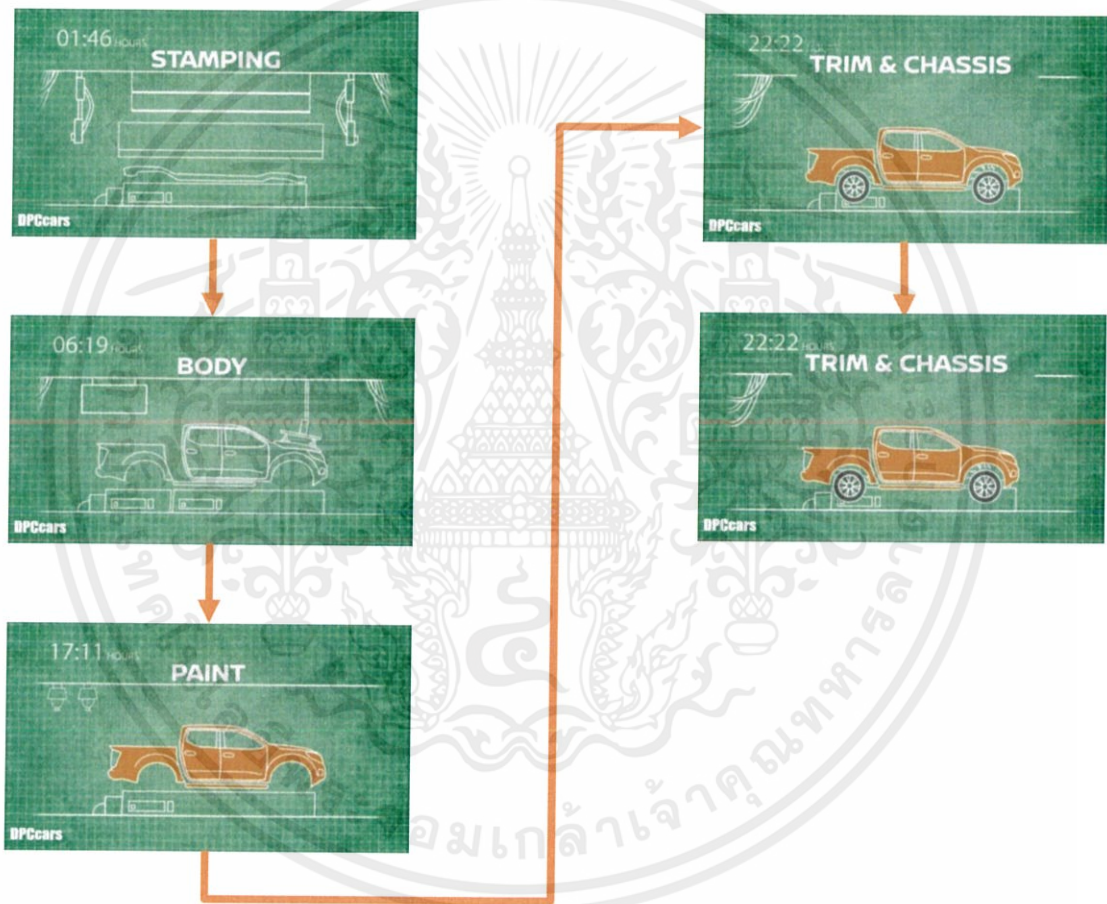 01:46 HOURS
STAMPING
DPCcars
06:19 HOURS
BODY
DPCcars
17:11 HOURS
PAINT
DPCcars
22:22
TRIM & CHASSIS
DPCcars
22:22 HOURS
TRIM & CHASSIS
DPCcars